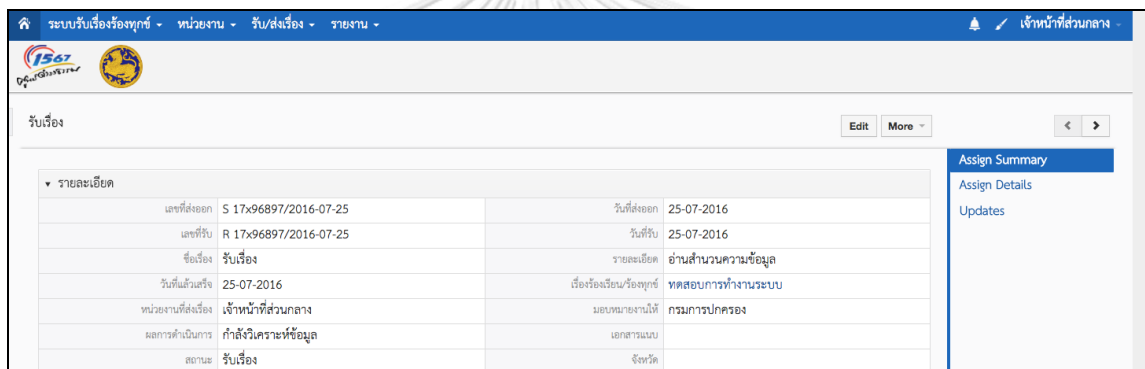 ระบบรับเรื่องร้องทุกข์ หน่วยงาน รับ/ส่งเรื่อง รายงาน เจ้าหน้าที่ส่วนกลาง
1567
รับเรื่อง Edit More
Assign Summary
รายละเอียด
Assign Details
เลขที่ส่งออก S 17x96897/2016-07-25 วันที่ส่งออก 25-07-2016
Updates
เลขที่รับ R 17x96897/2016-07-25 วันที่รับ 25-07-2016
ชื่อเรื่อง รับเรื่อง รายละเอียด อ่านสำนวนความข้อมูล
วันที่แล้วเสร็จ 25-07-2016 เรื่องร้องเรียน/ร้องทุกข์ ทดสอบการทำงานระบบ
หน่วยงานที่ส่งเรื่อง เจ้าหน้าที่ส่วนกลาง มอบหมายงานให้ กรมการปกครอง
ผลการดำเนินการ กำลังวิเคราะห์ข้อมูล เอกสารแนบ
สถานะ รับเรื่อง จังหวัด